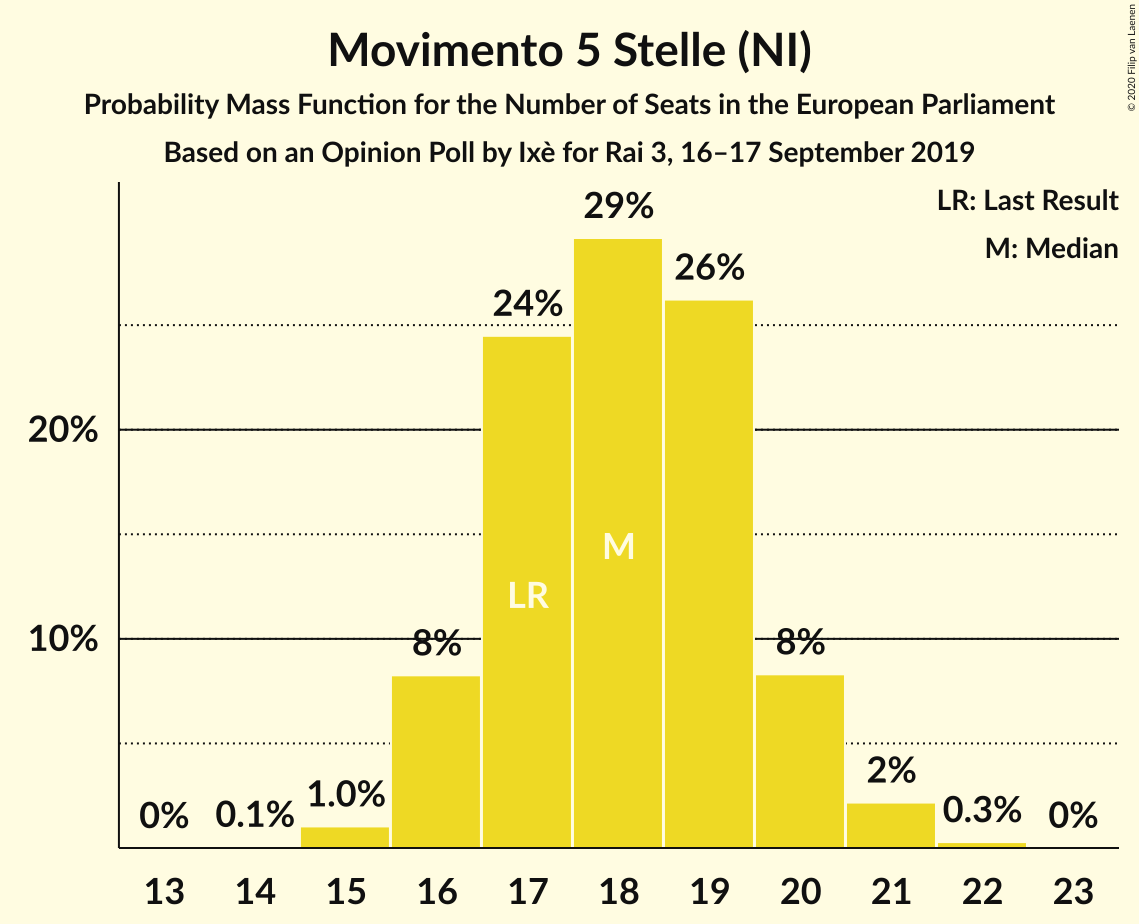 Movimento 5 Stelle (NI)
Probability Mass Function for the Number of Seats in the European Parliament
Based on an Opinion Poll by Ixè for Rai 3, 16–17 September 2019
© 2020 Filip van Laenen
LR: Last Result
M: Median
29%
26%
24%
20%
M
LR
10%
8%
8%
2%
1.0%
0.3%
0.1%
0%
0%
13 14 15 16 17 18 19 20 21 22 23